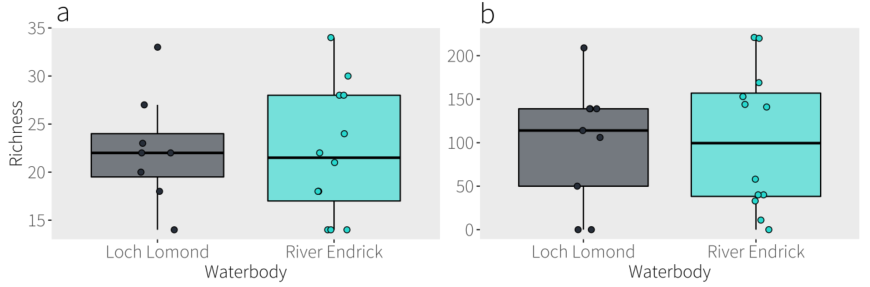 a
35
30
25
20
15
Richness
Loch Lomond
River Endrick
Waterbody
b
200
150
100
50
0
Loch Lomond
River Endrick
Waterbody